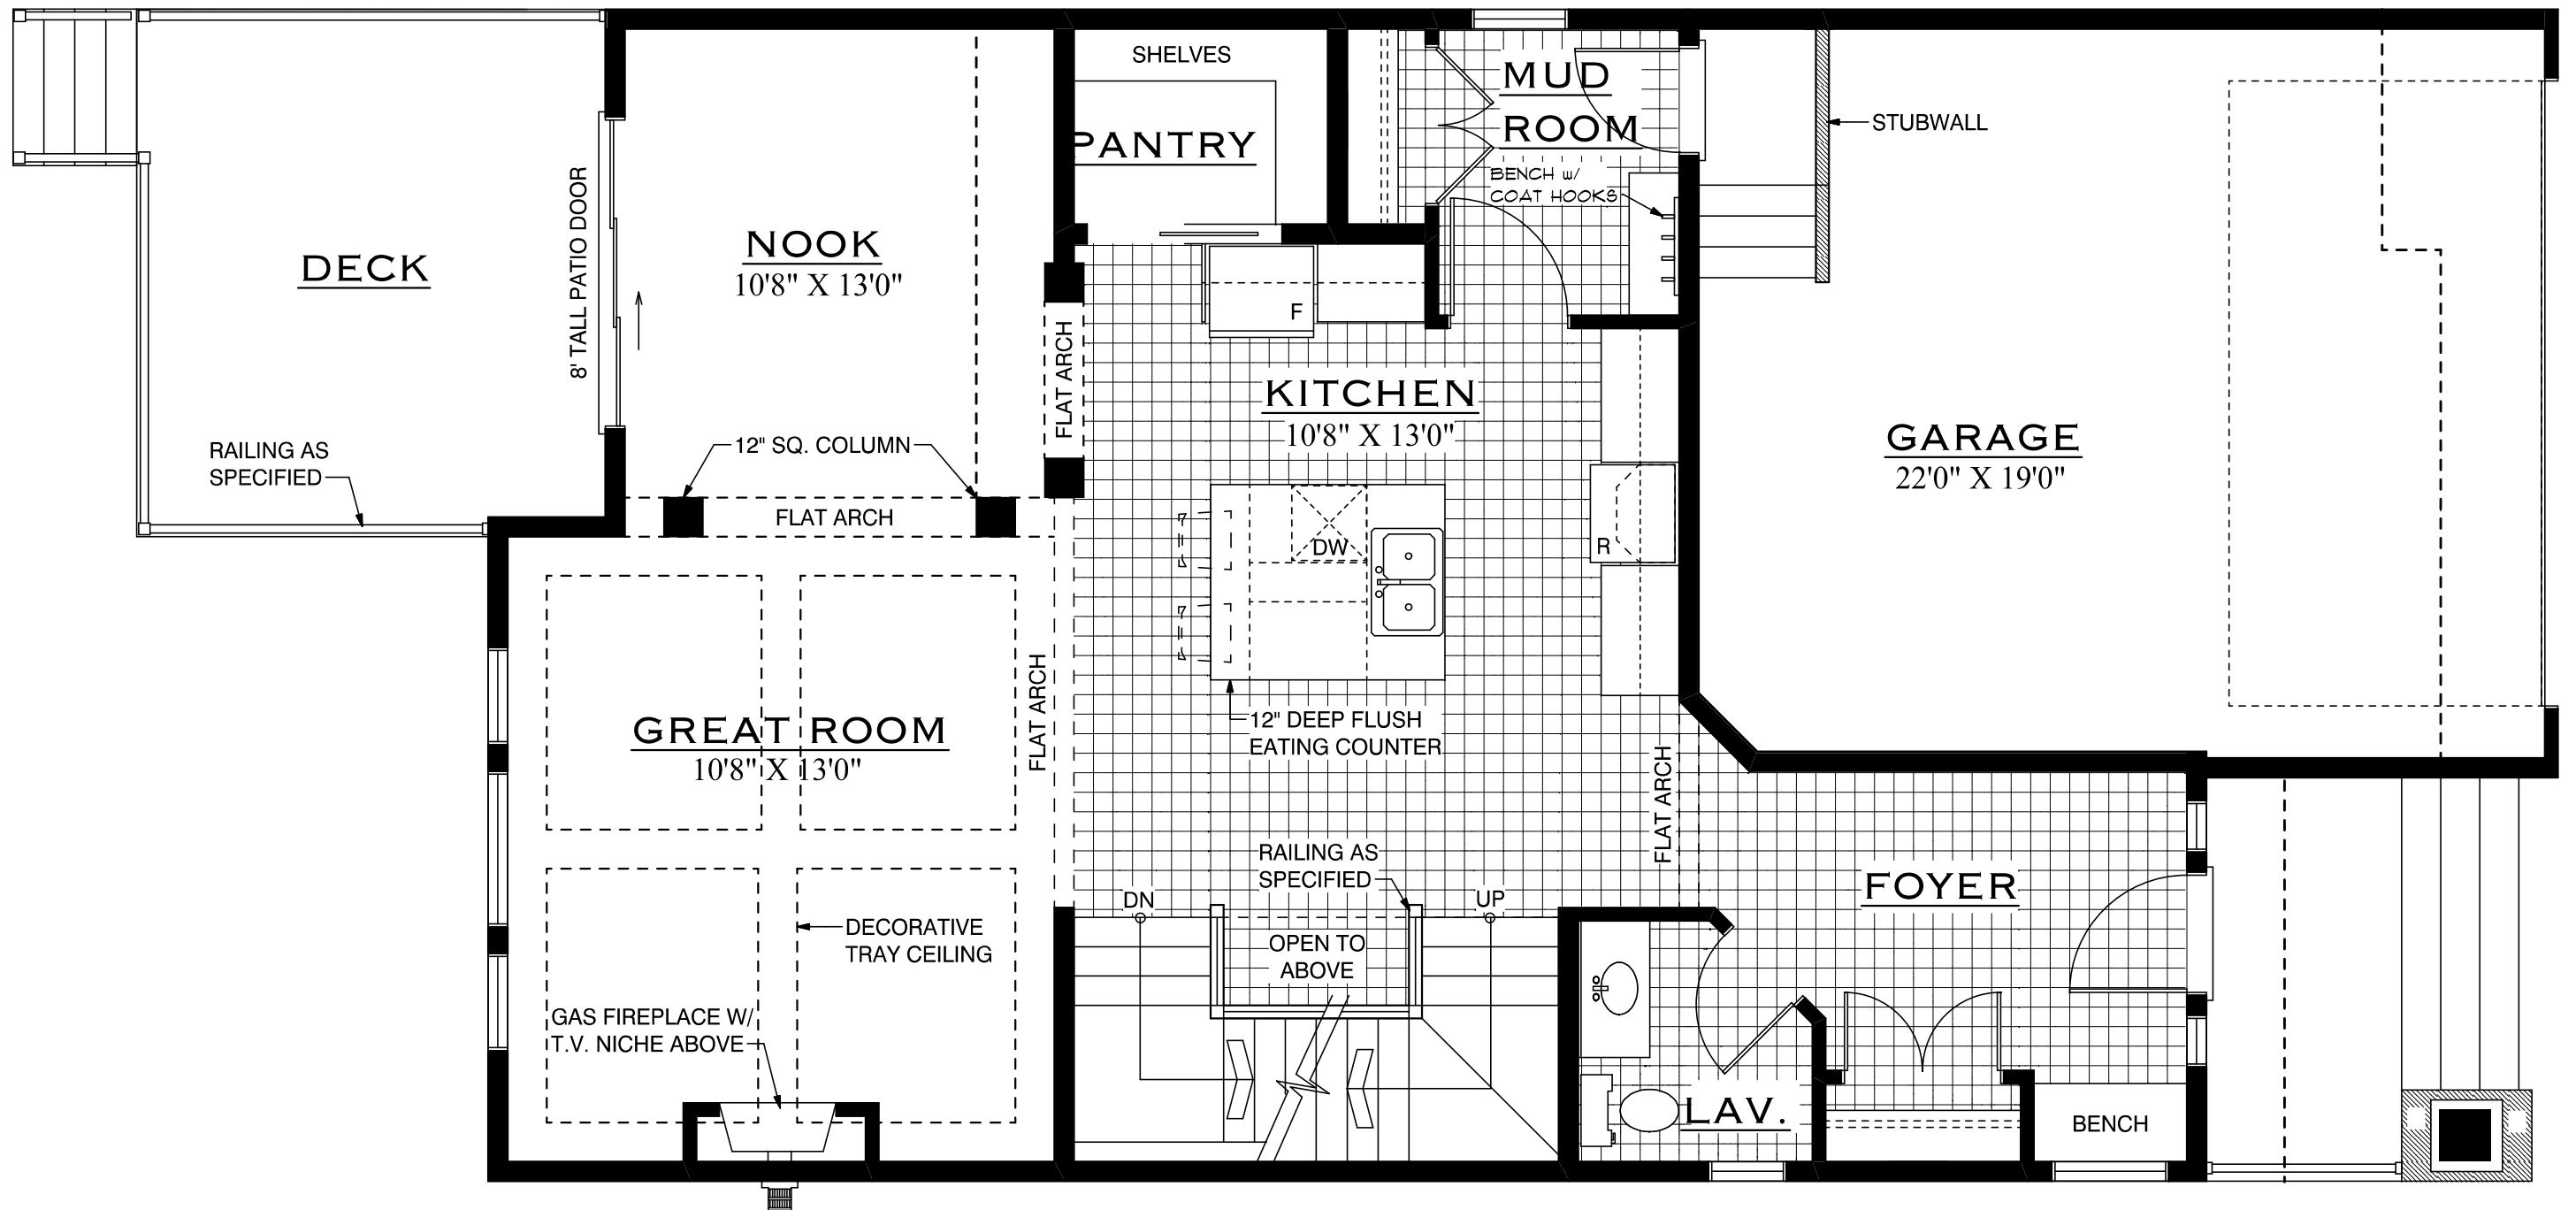 SHELVES
PANTRY
MUD
ROOM
BENCH w/
COAT HOOKS
STUBWALL
8' TALL PATIO DOOR
DECK
NOOK
10'8" X 13'0"
F
FLAT ARCH
KITCHEN
10'8" X 13'0"
GARAGE
22'0" X 19'0"
RAILING AS
SPECIFIED
12" SQ. COLUMN
FLAT ARCH
DW
R
FLAT ARCH
GREAT ROOM
10'8" X 13'0"
12" DEEP FLUSH
EATING COUNTER
FLAT ARCH
RAILING AS
SPECIFIED
DN
UP
FOYER
DECORATIVE
TRAY CEILING
OPEN TO
ABOVE
GAS FIREPLACE W/
T.V. NICHE ABOVE
LAV.
BENCH